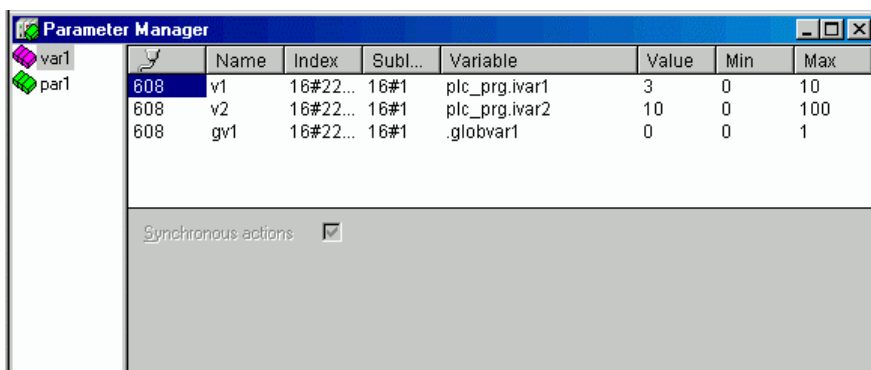 Parameter Manager
var1
par1
Name Index SubI... Variable Value Min Max
608 v1 16#22... 16#1 plc_prg.ivar1 3 0 10
608 v2 16#22... 16#1 plc_prg.ivar2 10 0 100
608 gv1 16#22... 16#1 .globvar1 0 0 1
Synchronous actions